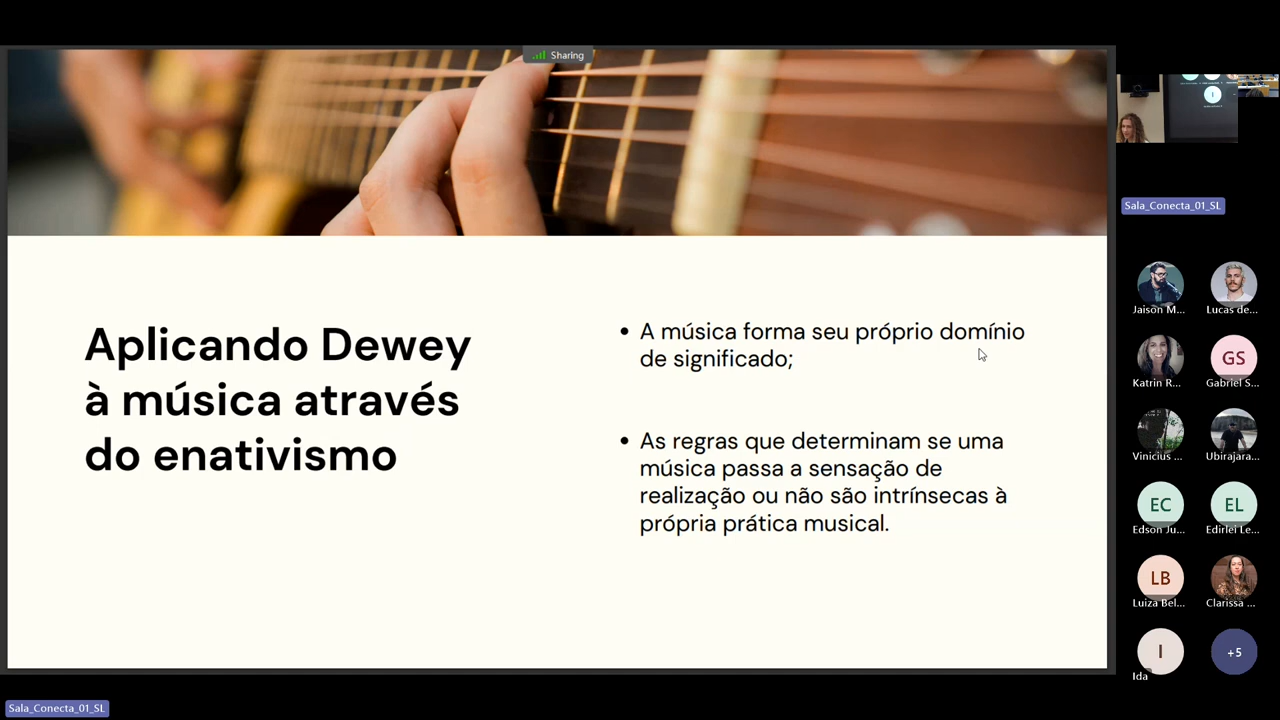 Sharing
Aplicando Dewey
à música através
do enativismo
• A música forma seu próprio domínio
de significado;
• As regras que determinam se uma
música passa a sensação de
realização ou não são intrínsecas à
própria prática musical.
Sala_Conecta_01_SL
Jaison M...
Lucas de...
Katrin R...
GS
Gabriel S...
Vinicius ...
Ubirajara...
EC
Edson Ju...
EL
Edirlei Le...
LB
Luiza Bel...
Clarissa ...
I
Ida
+5
Sala_Conecta_01_SL